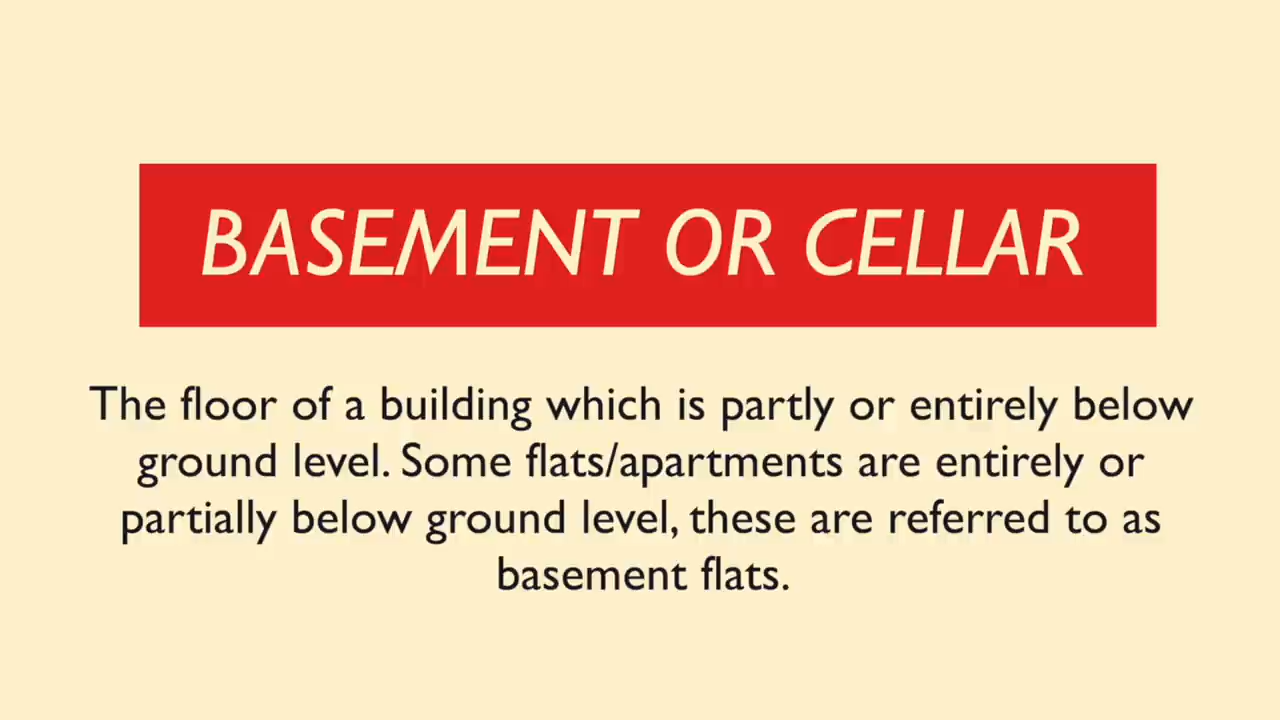 BASEMENT OR CELLAR
The floor of a building which is partly or entirely below
ground level. Some flats/apartments are entirely or
partially below ground level, these are referred to as
basement flats.